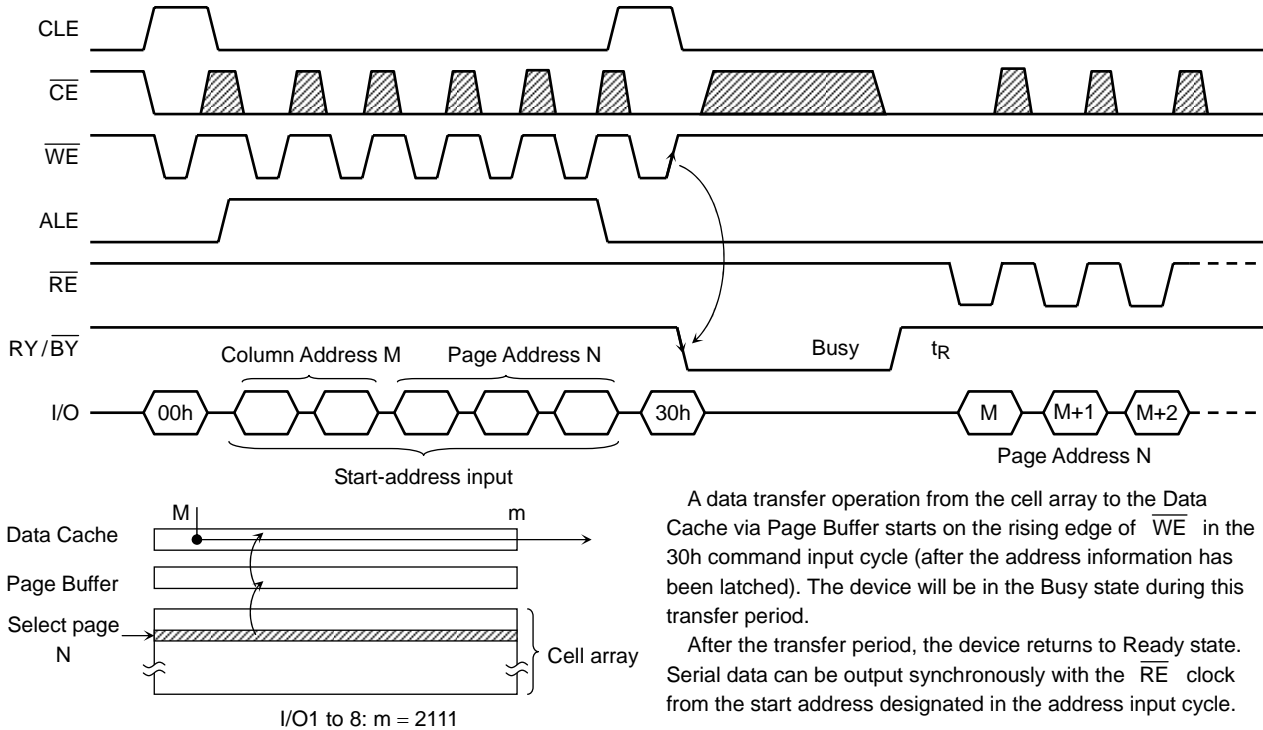 CLE
CE
WE
ALE
RE
RY/BY
Busy
tR
Column Address M
Page Address N
I/O
00h
30h
M
M+1
M+2
Start-address input
Page Address N
M
m
Data Cache
Page Buffer
Select page
N
Cell array
I/O1 to 8: m = 2111
A data transfer operation from the cell array to the Data
Cache via Page Buffer starts on the rising edge of WE in the
30h command input cycle (after the address information has
been latched). The device will be in the Busy state during this
transfer period.
After the transfer period, the device returns to Ready state.
Serial data can be output synchronously with the RE clock
from the start address designated in the address input cycle.